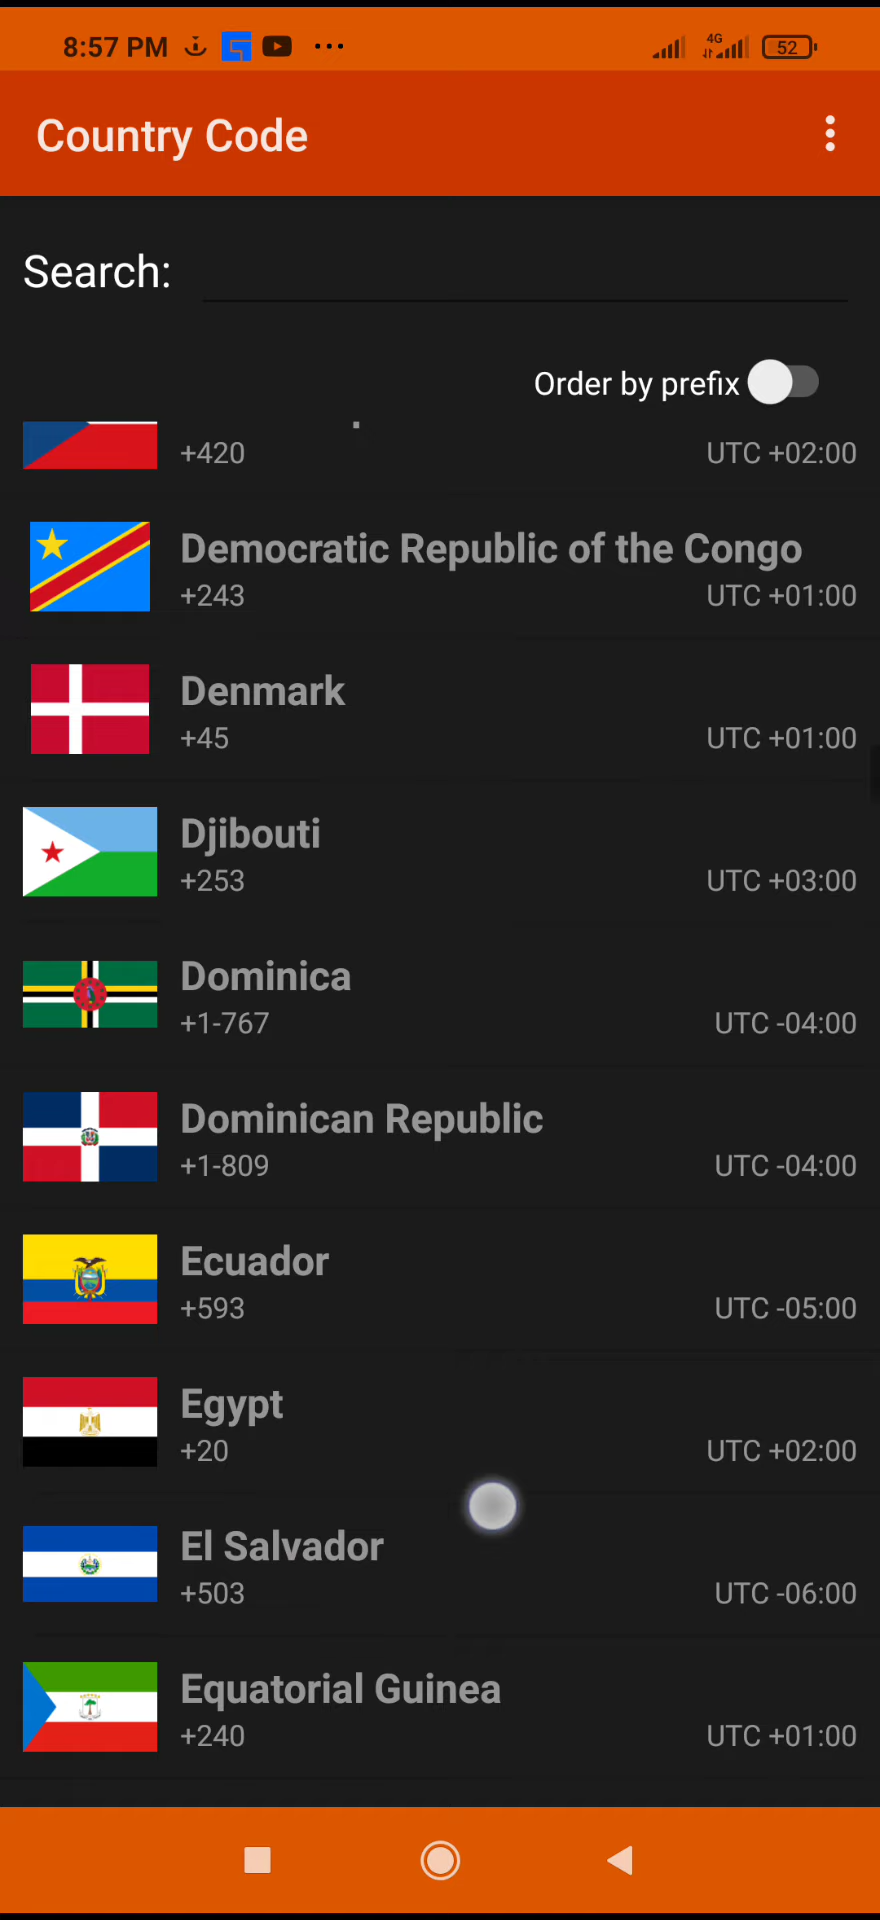 8:57 PM
4G
52
Country Code
Search:
Order by prefix
+420 UTC +02:00
Democratic Republic of the Congo
+243 UTC +01:00
Denmark
+45 UTC +01:00
Djibouti
+253 UTC +03:00
Dominica
+1-767 UTC -04:00
Dominican Republic
+1-809 UTC -04:00
Ecuador
+593 UTC -05:00
Egypt
+20 UTC +02:00
El Salvador
+503 UTC -06:00
Equatorial Guinea
+240 UTC +01:00